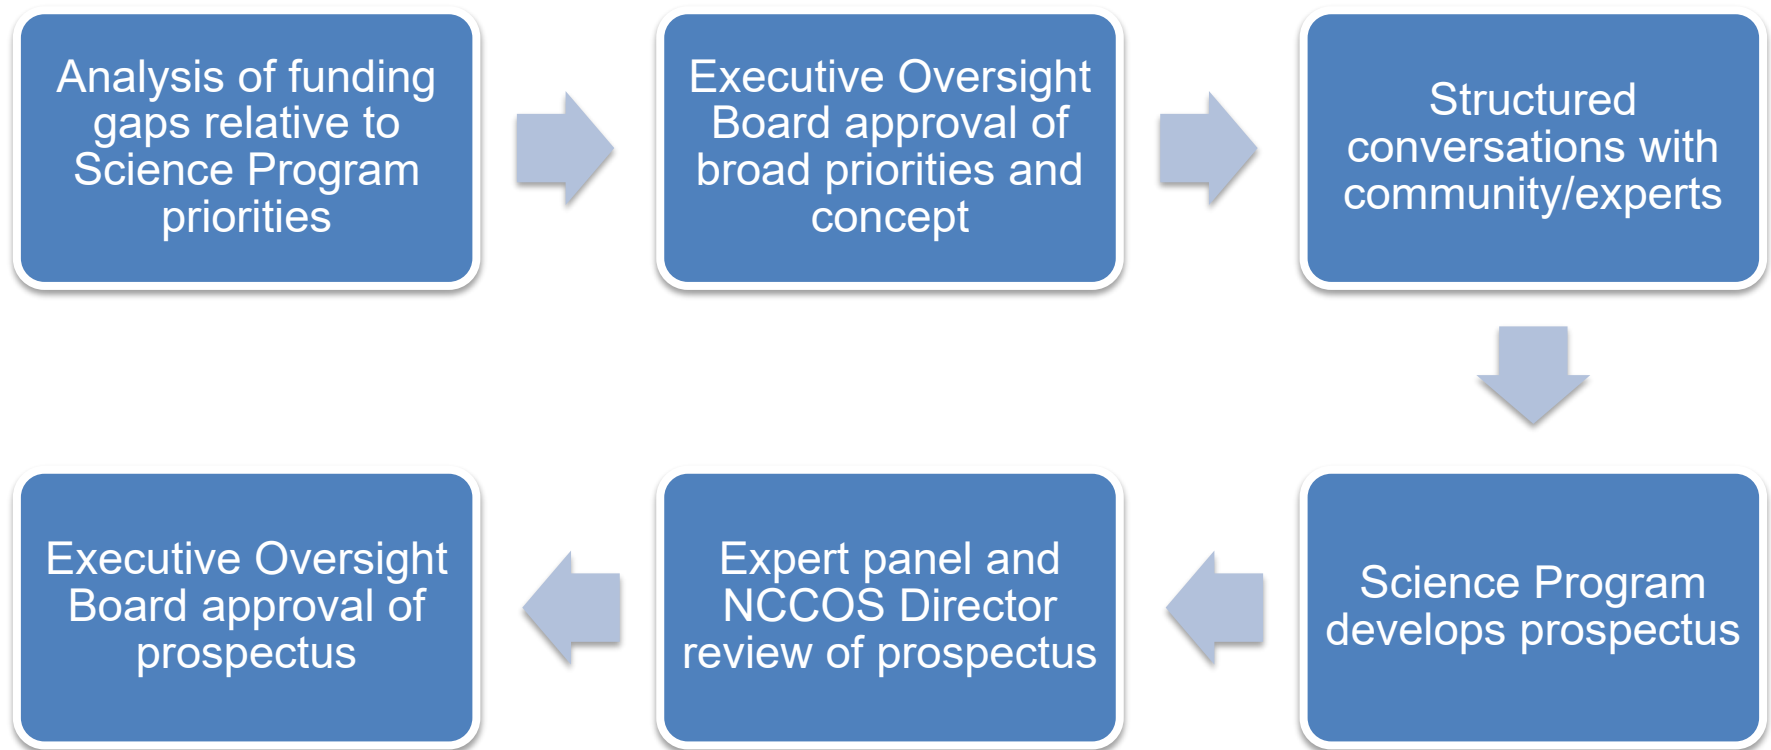 Analysis of funding
gaps relative to
Science Program
priorities
Executive Oversight
Board approval of
broad priorities and
concept
Structured
conversations with
community/experts
Science Program
develops prospectus
Expert panel and
NCCOS Director
review of prospectus
Executive Oversight
Board approval of
prospectus